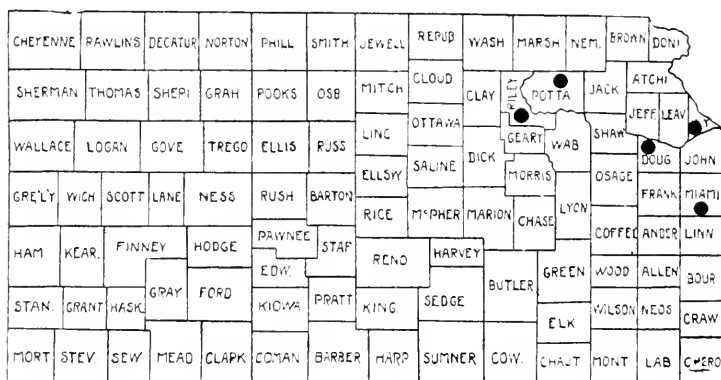 CHEYENNE RAWLINS DECATUR NORTON PHILL SMITH JEWELL REPUB WASH MARSH NEM. BROWN DONI
SHERMAN THOMAS SHERI GRAH ROOKS OSB MITCH CLOUD CLAY RILEY POTTA JACK ATCHI
OTTAWA JEFF LEAV
WALLACE LOGAN GOVE TREGO ELLIS RUSS LINC GEARY WAB SHAW
SALINE DICK DOUG JOHN
ELLSW MORRIS OSAGE
GRE'LY WICH SCOTT LANE NESS RUSH BARTON RICE McPHER MARION CHASE LYON FRANK MIAMI
HAM KEAR. FINNEY HODGE PAWNEE STAF RENO HARVEY COFFEE ANDER LINN
EDW. BUTLER GREEN WOOD ALLEN BOUR
STAN. GRANT HASK. GRAY FORD KIOWA PRATT KING. SEDGE ELK WILSON NEOS CRAW
MORT STEV. SEW. MEAD CLARK COMAN BARBER HARP SUMNER COW. CHAUT MONT LAB CHERO